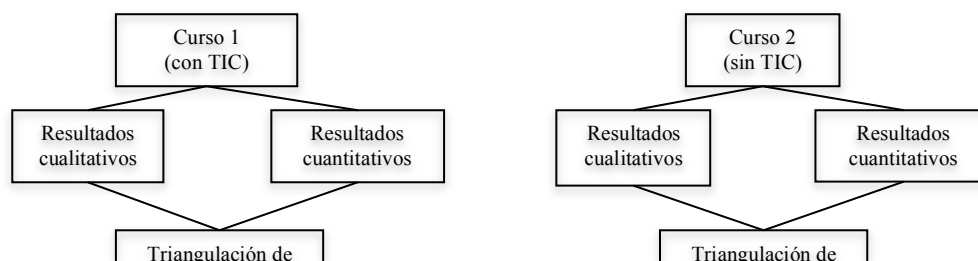 Curso 1
(con TIC)
Curso 2
(sin TIC)
Resultados
cualitativos
Resultados
cuantitativos
Resultados
cualitativos
Resultados
cuantitativos
Triangulación de
Triangulación de